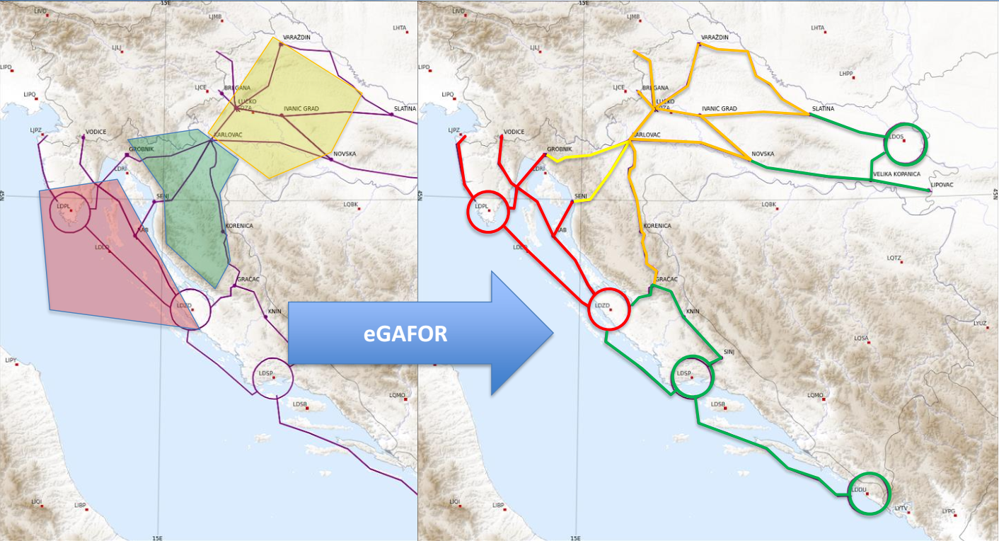 15E
LJMB
LIVO
LHTA
VARAŽDIN
LJLJ
LIPD
LJCE
BREGANA
LIPQ
LUČKO
IVANIC GRAD
SLATINA
LJPZ
VODICE
KARLOVAC
GROBNIK
NOVSKA
LDRI
45N
SENJ
LDPL
LQBK
RAB
KORENICA
LDLO
GRAČAC
LDZD
KNIN
LIPY
LDSP
LQMO
LDSB
LIQI
LIBP
15E
eGAFOR
15E
LJMB
LIVO
LHTA
VARAŽDIN
LJLJ
LIPD
LHPP
LJCE
BREGANA
LIPQ
LUČKO
IVANIC GRAD
SLATINA
LJPZ
VODICE
KARLOVAC
LDOS
GROBNIK
NOVSKA
LDRI
VELIKA KOPANICA
LIPOVAC
45N
45N
SENJ
LDPL
LQBK
RAB
KORENICA
LQTZ
GRAČAC
LDZD
KNIN
LYUZ
LQSA
SINJ
LDSP
LQMO
LDSB
LDDU
LIQI
LIBP
LYTV
LYPG
15E